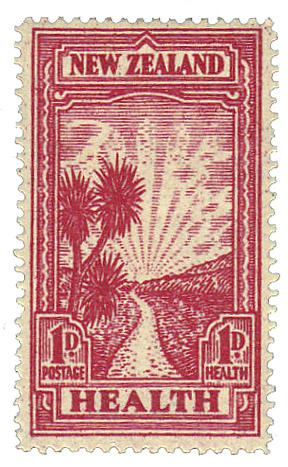 NEW ZEALAND
1D. 1D.
POSTAGE HEALTH
HEALTH